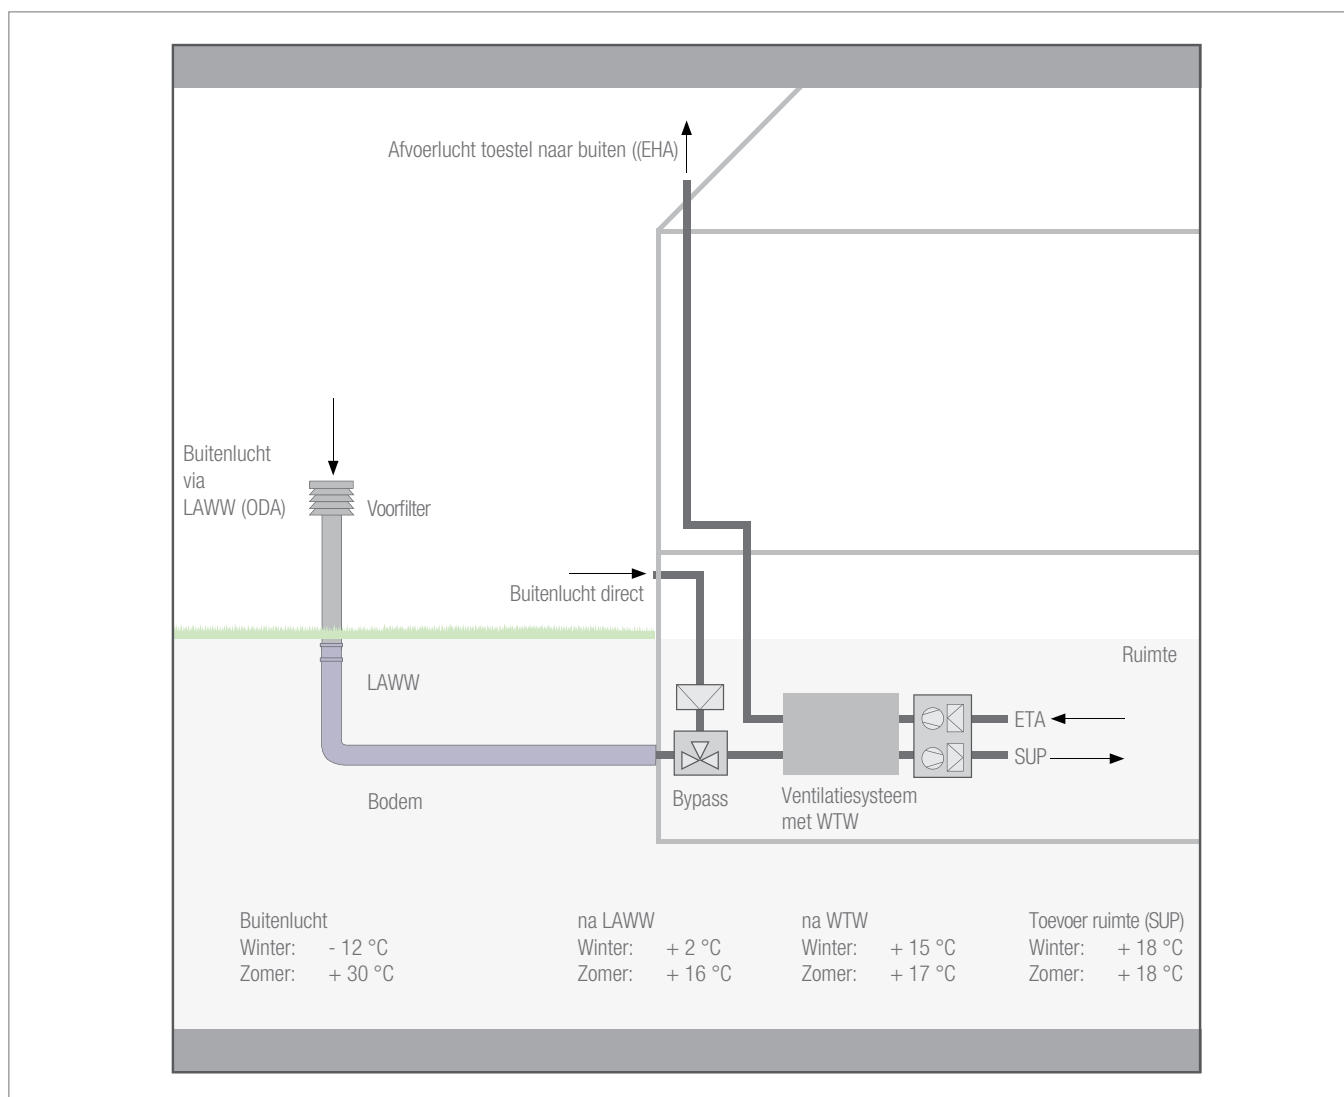 Afvoerlucht toestel naar buiten ((EHA)
Buitenlucht
via
LAWW (ODA)
Voorfilter
Buitenlucht direct
Ruimte
LAWW
ETA
SUP
Bodem
Bypass
Ventilatiesysteem
met WTW
Buitenlucht
Winter: - 12 °C
Zomer: + 30 °C
na LAWW
Winter: + 2 °C
Zomer: + 16 °C
na WTW
Winter: + 15 °C
Zomer: + 17 °C
Toevoer ruimte (SUP)
Winter: + 18 °C
Zomer: + 18 °C